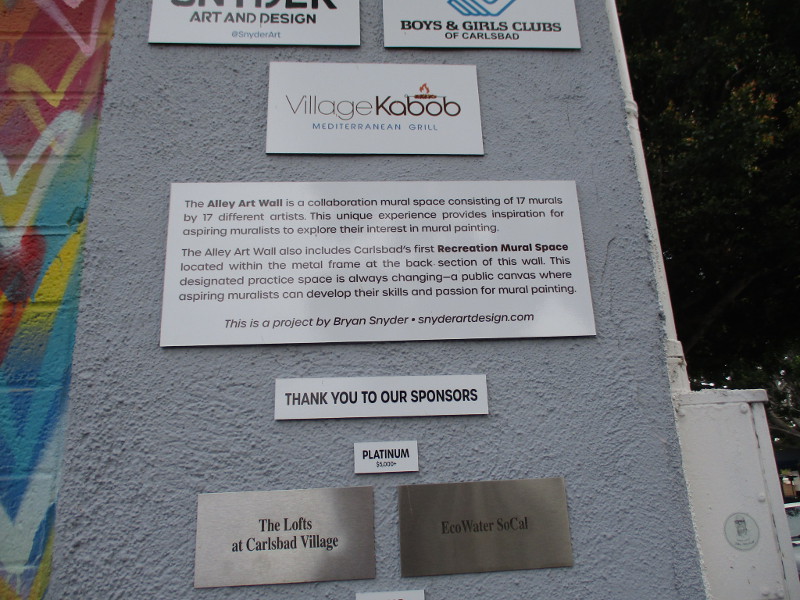 SNYDER
ART AND DESIGN
@SnyderArt
BOYS & GIRLS CLUBS
OF CARLSBAD
VillageKabob
MEDITERRANEAN GRILL
The Alley Art Wall is a collaboration mural space consisting of 17 murals
by 17 different artists. This unique experience provides inspiration for
aspiring muralists to explore their interest in mural painting.
The Alley Art Wall also includes Carlsbad's first Recreation Mural Space
located within the metal frame at the back section of this wall. This
designated practice space is always changing—a public canvas where
aspiring muralists can develop their skills and passion for mural painting.
This is a project by Bryan Snyder • snyderartdesign.com
THANK YOU TO OUR SPONSORS
PLATINUM
$5,000+
The Lofts
at Carlsbad Village
EcoWater SoCal